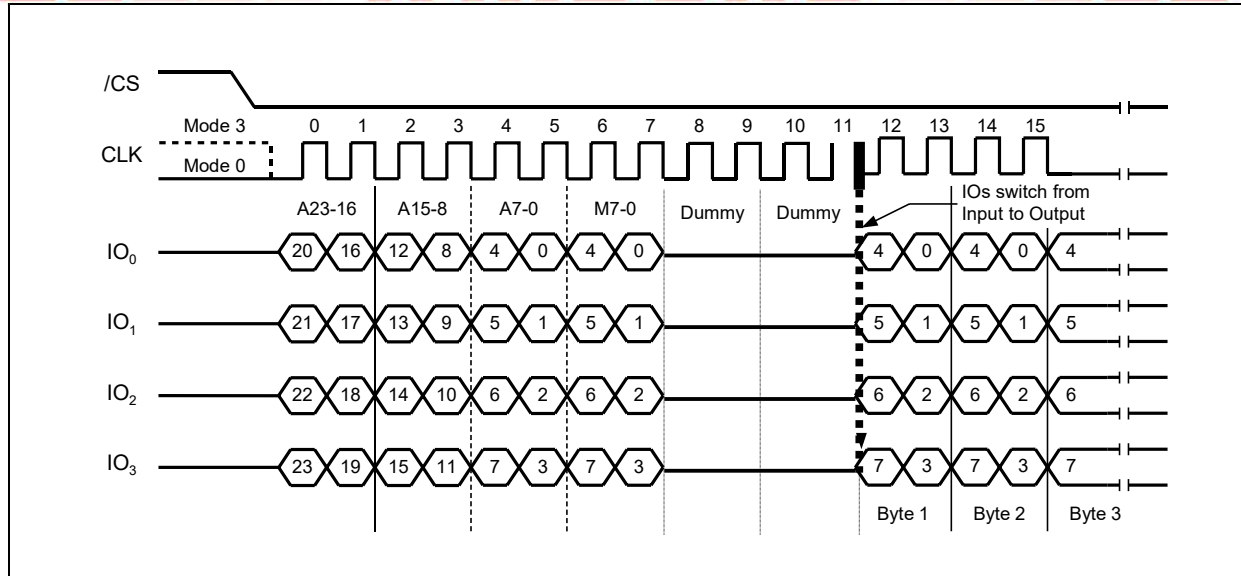 /CS
Mode 3 0 1 2 3 4 5 6 7 8 9 10 11 12 13 14 15
CLK
Mode 0
A23-16 A15-8 A7-0 M7-0 Dummy Dummy
IOs switch from
Input to Output
IO0 20 16 12 8 4 0 4 0 4 0 4 0 4
IO1 21 17 13 9 5 1 5 1 5 1 5 1 5
IO2 22 18 14 10 6 2 6 2 6 2 6 2 6
IO3 23 19 15 11 7 3 7 3 7 3 7 3 7
Byte 1 Byte 2 Byte 3